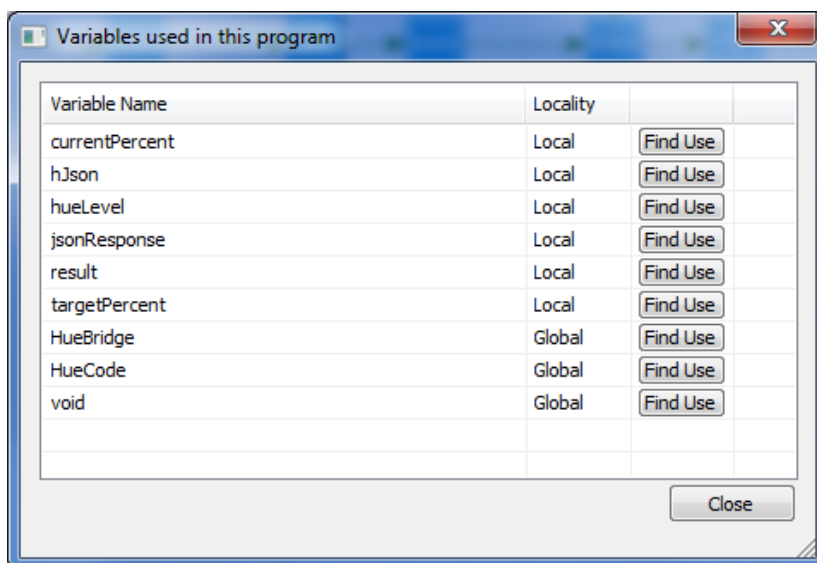 Variables used in this program
Variable Name Locality
currentPercent Local Find Use
hJson Local Find Use
hueLevel Local Find Use
jsonResponse Local Find Use
result Local Find Use
targetPercent Local Find Use
HueBridge Global Find Use
HueCode Global Find Use
void Global Find Use
Close